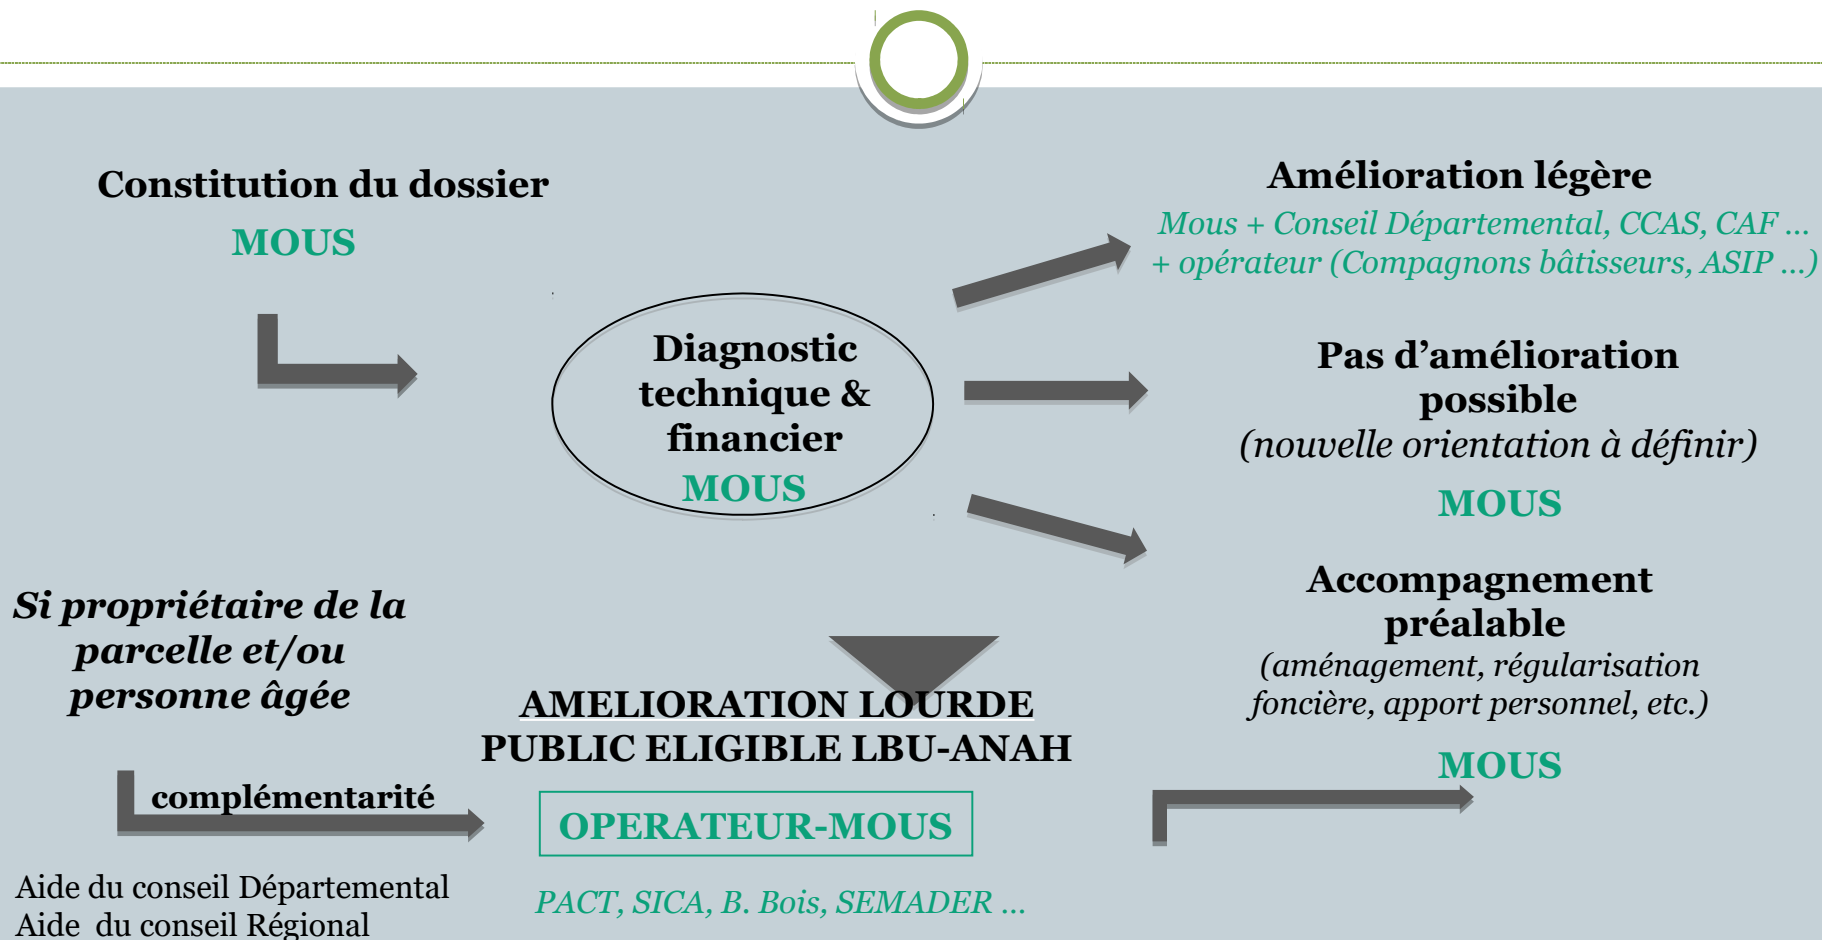 Constitution du dossier
MOUS
Diagnostic
technique &
financier
MOUS
Amélioration légère
Mous + Conseil Départemental, CCAS, CAF ...
+ opérateur (Compagnons bâtisseurs, ASIP ...)
Pas d’amélioration
possible
(nouvelle orientation à définir)
MOUS
Accompagnement
préalable
(aménagement, régularisation
foncière, apport personnel, etc.)
MOUS
Si propriétaire de la
parcelle et/ou
personne âgée
complémentarité
Aide du conseil Départemental
Aide du conseil Régional
AMELIORATION LOURDE
PUBLIC ELIGIBLE LBU-ANAH
OPERATEUR-MOUS
PACT, SICA, B. Bois, SEMADER ...